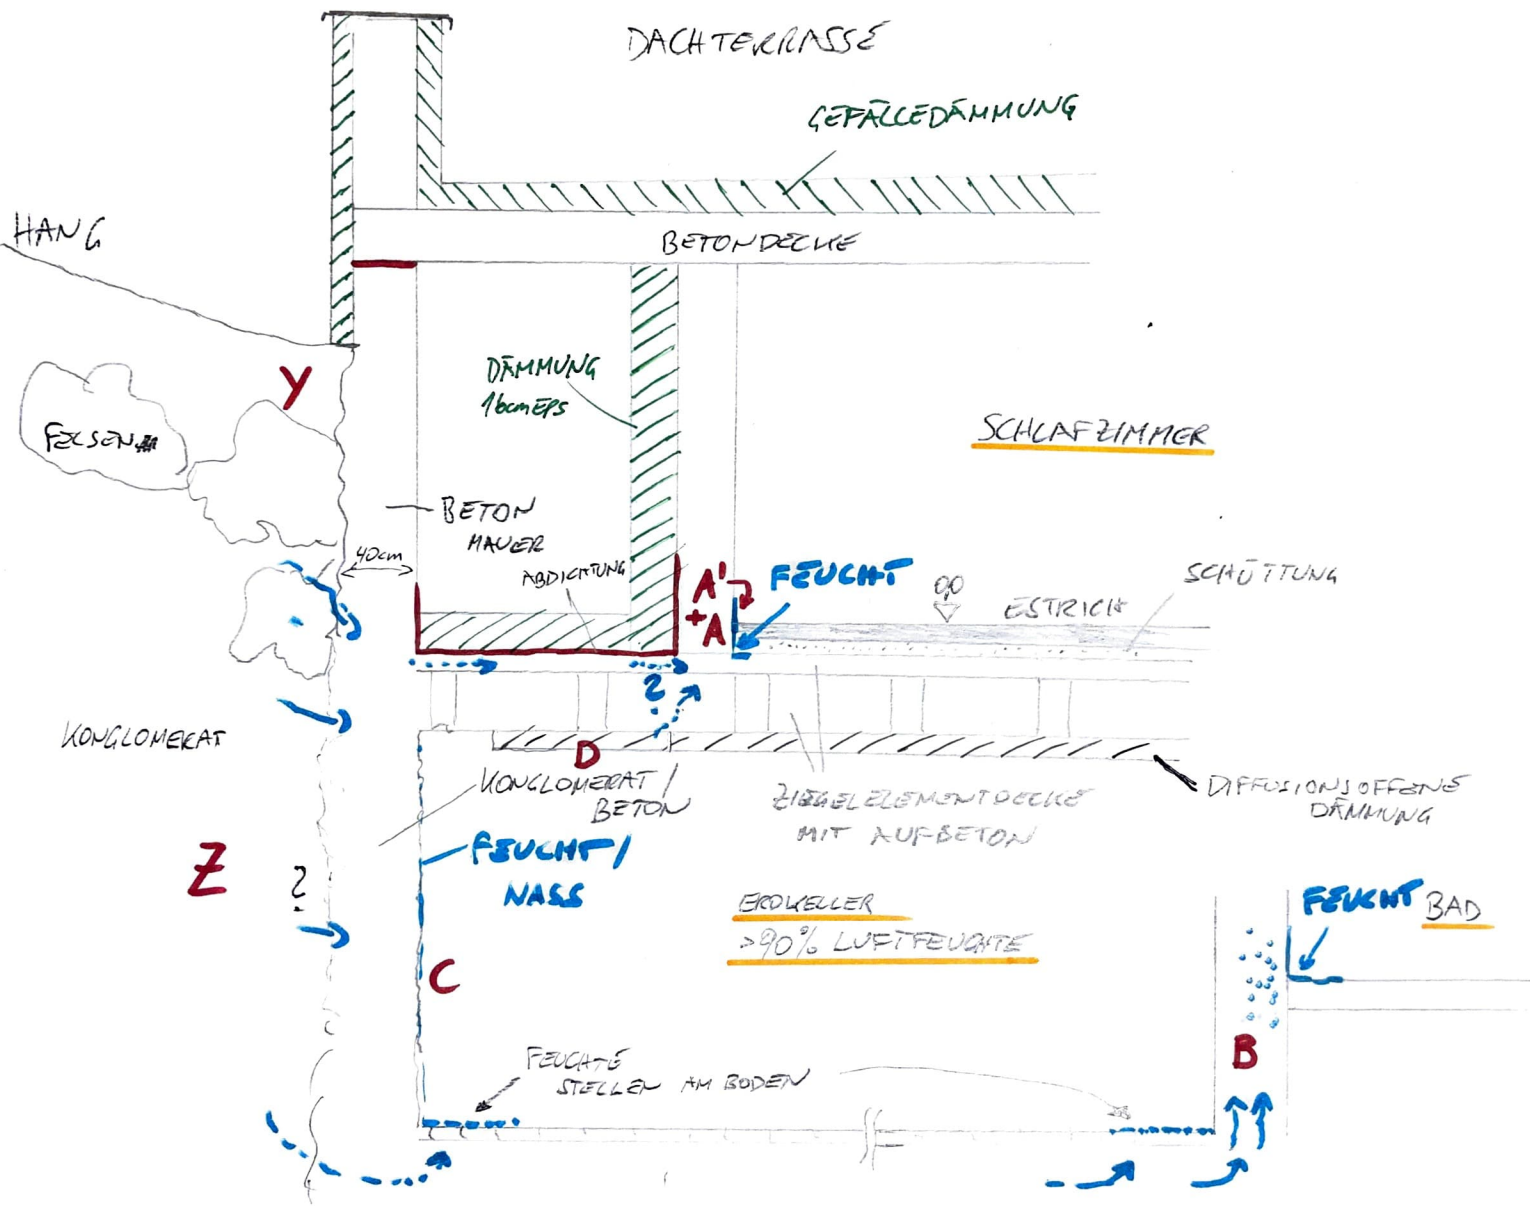 DACHTERRASSE
GEFÄLLEDÄMMUNG
HANG
BETONDECKE
Y
DÄMMUNG
16cm EPS
FELSEN
SCHLAFZIMMER
BETON
MAUER
40cm
ABDICHTUNG
A'
+A
FEUCHT
0,0
ESTRICH
SCHÜTTUNG
?
KONGLOMERAT
D
KONGLOMERAT /
BETON
ZIEGELELEMENTDECKE
MIT AUFBETON
DIFFUSIONSOFFENE
DÄMMUNG
Z
?
FEUCHT /
NASS
ERDKELLER
>90% LUFTFEUCHTE
FEUCHT
BAD
C
B
FEUCHTE
STELLEN AM BODEN